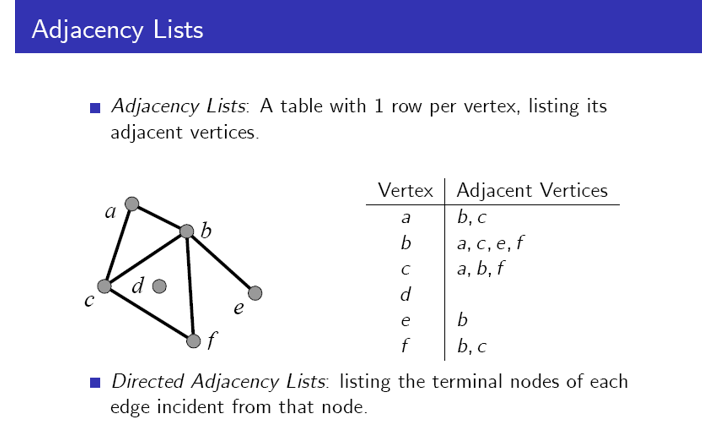 Adjacency Lists
Adjacency Lists: A table with 1 row per vertex, listing its
adjacent vertices.
a
b
c
d
e
f
Vertex Adjacent Vertices
a b, c
b a, c, e, f
c a, b, f
d
e b
f b, c
Directed Adjacency Lists: listing the terminal nodes of each
edge incident from that node.